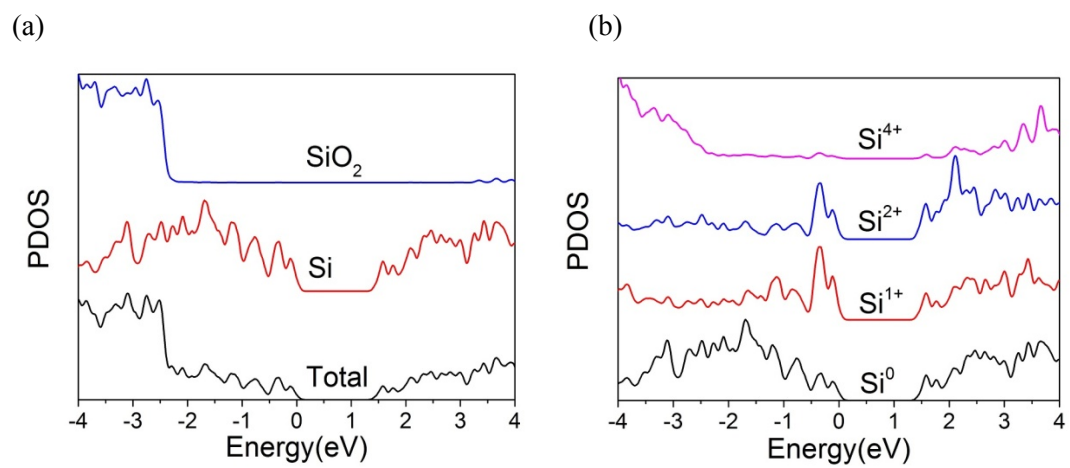 (a)
SiO2
Si
Total
PDOS
-4 -3 -2 -1 0 1 2 3 4
Energy(eV)
(b)
Si4+
Si2+
Si1+
Si0
PDOS
-4 -3 -2 -1 0 1 2 3 4
Energy(eV)